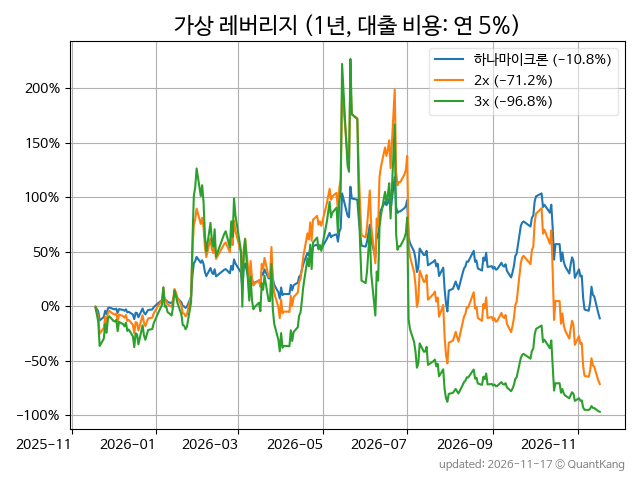 가상 레버리지 (1년, 대출 비용: 연 5%)
하나마이크론 (-10.8%)
2x (-71.2%)
3x (-96.8%)
200%
150%
100%
50%
0%
-50%
-100%
2025-11 2026-01 2026-03 2026-05 2026-07 2026-09 2026-11
updated: 2026-11-17 © QuantKang